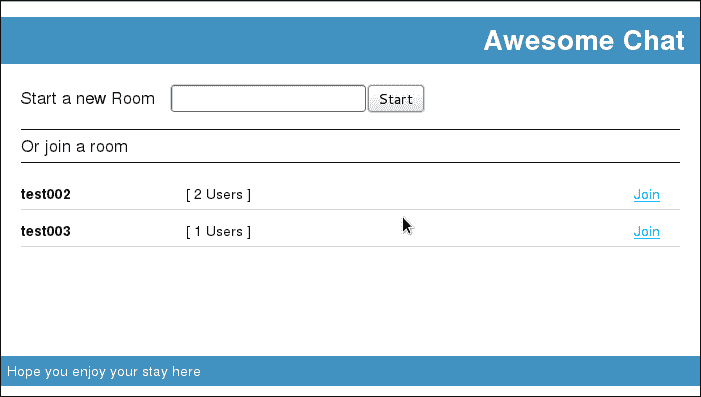 Awesome Chat
Start a new Room Start
Or join a room
test002 [ 2 Users ] Join
test003 [ 1 Users ] Join
Hope you enjoy your stay here